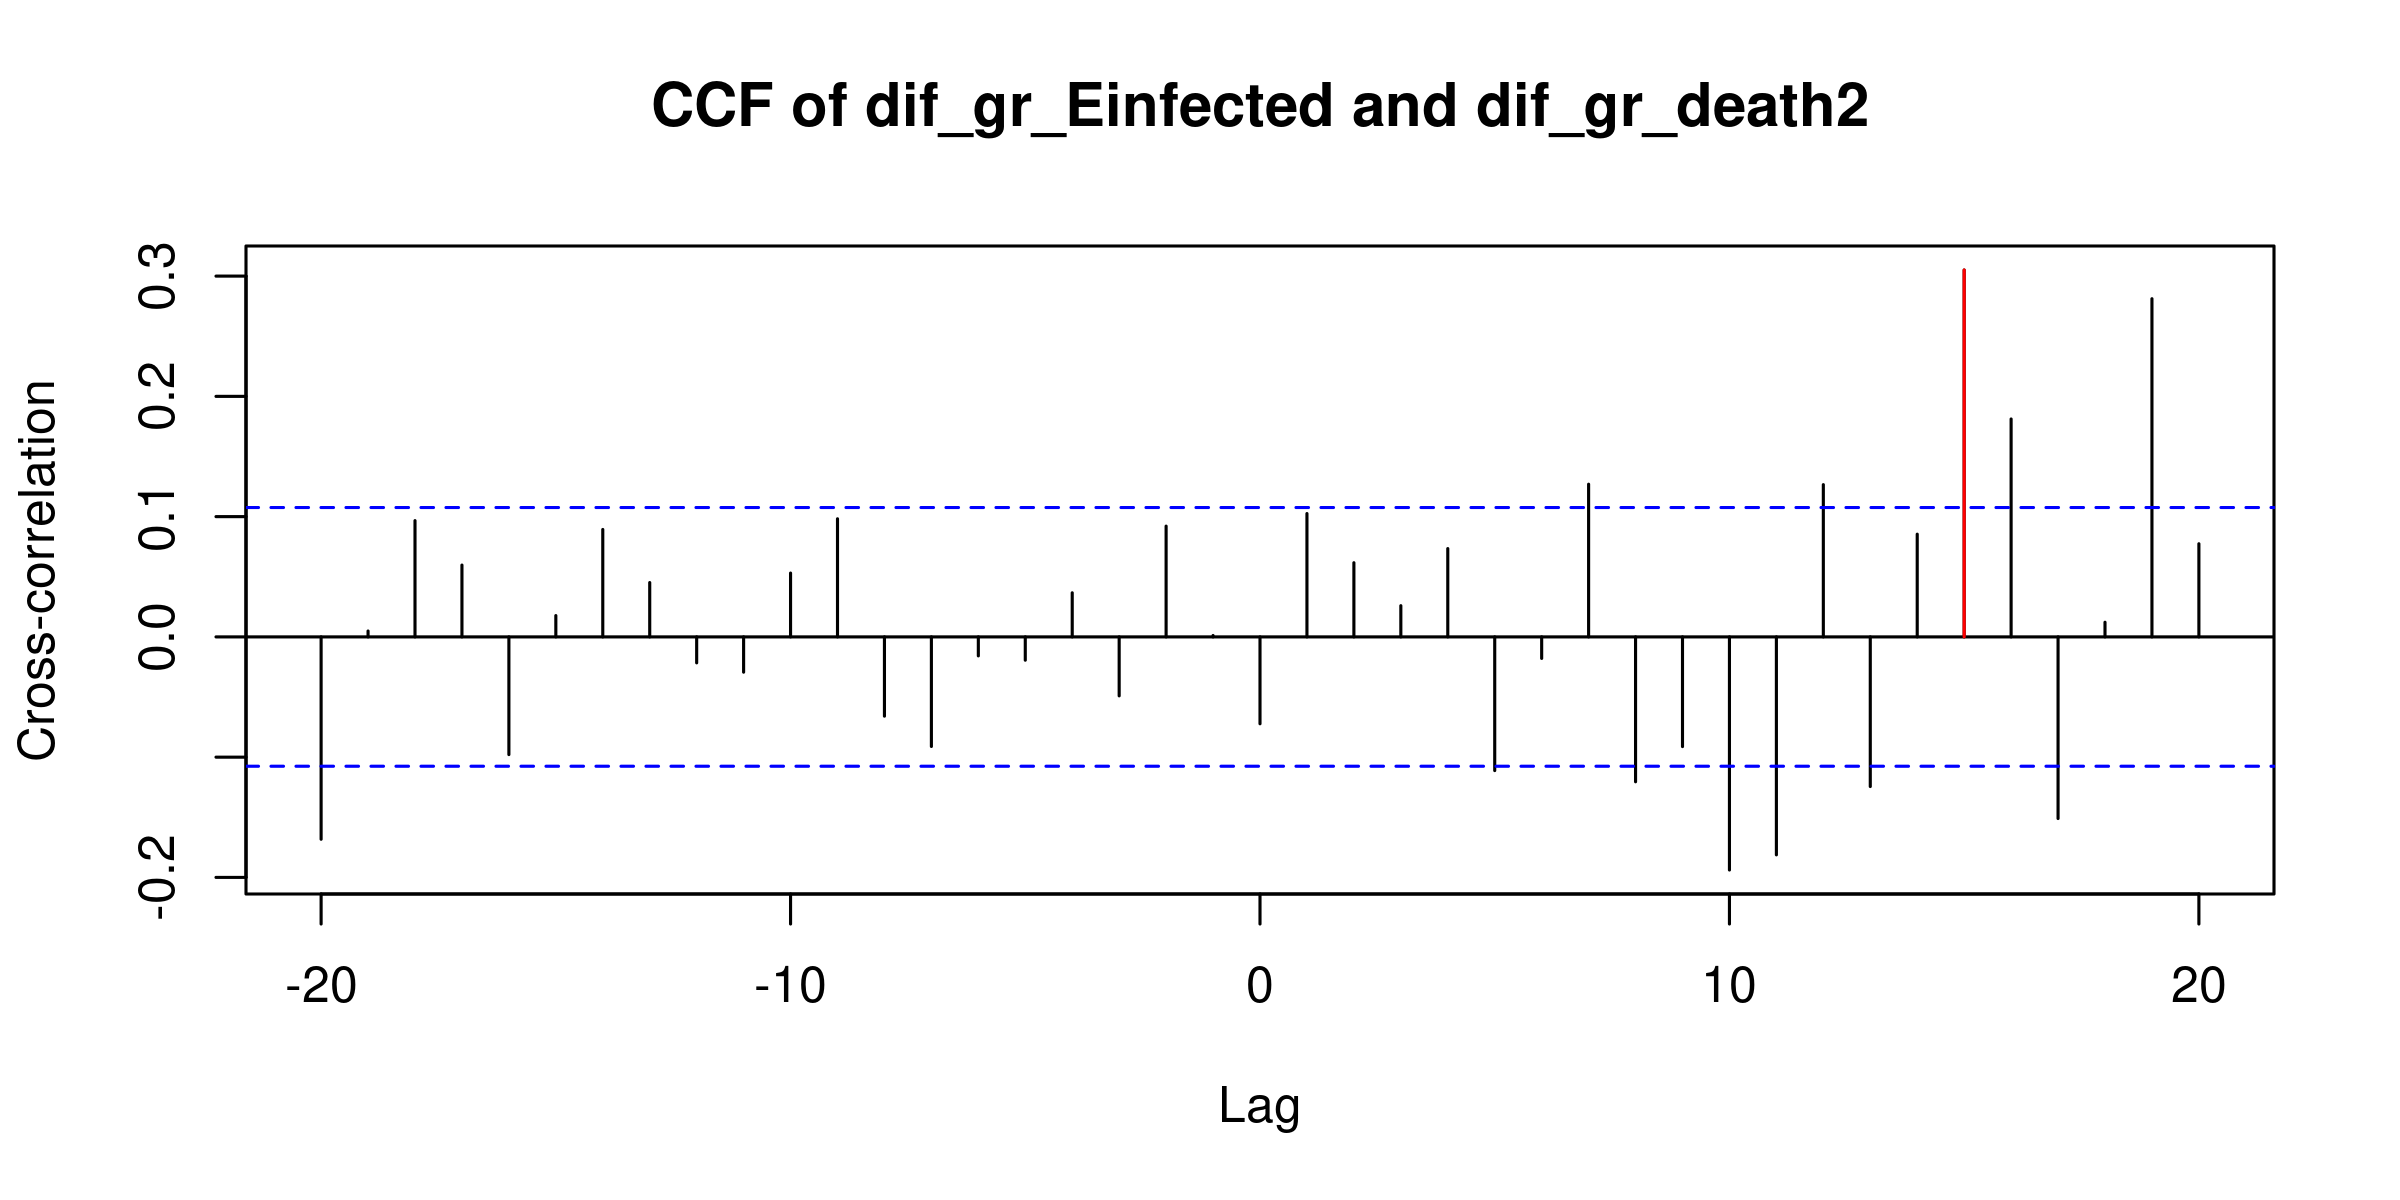 CCF of dif_gr_Einfected and dif_gr_death2
Cross-correlation
0.3
0.2
0.1
0.0
-0.2
-20 -10 0 10 20
Lag